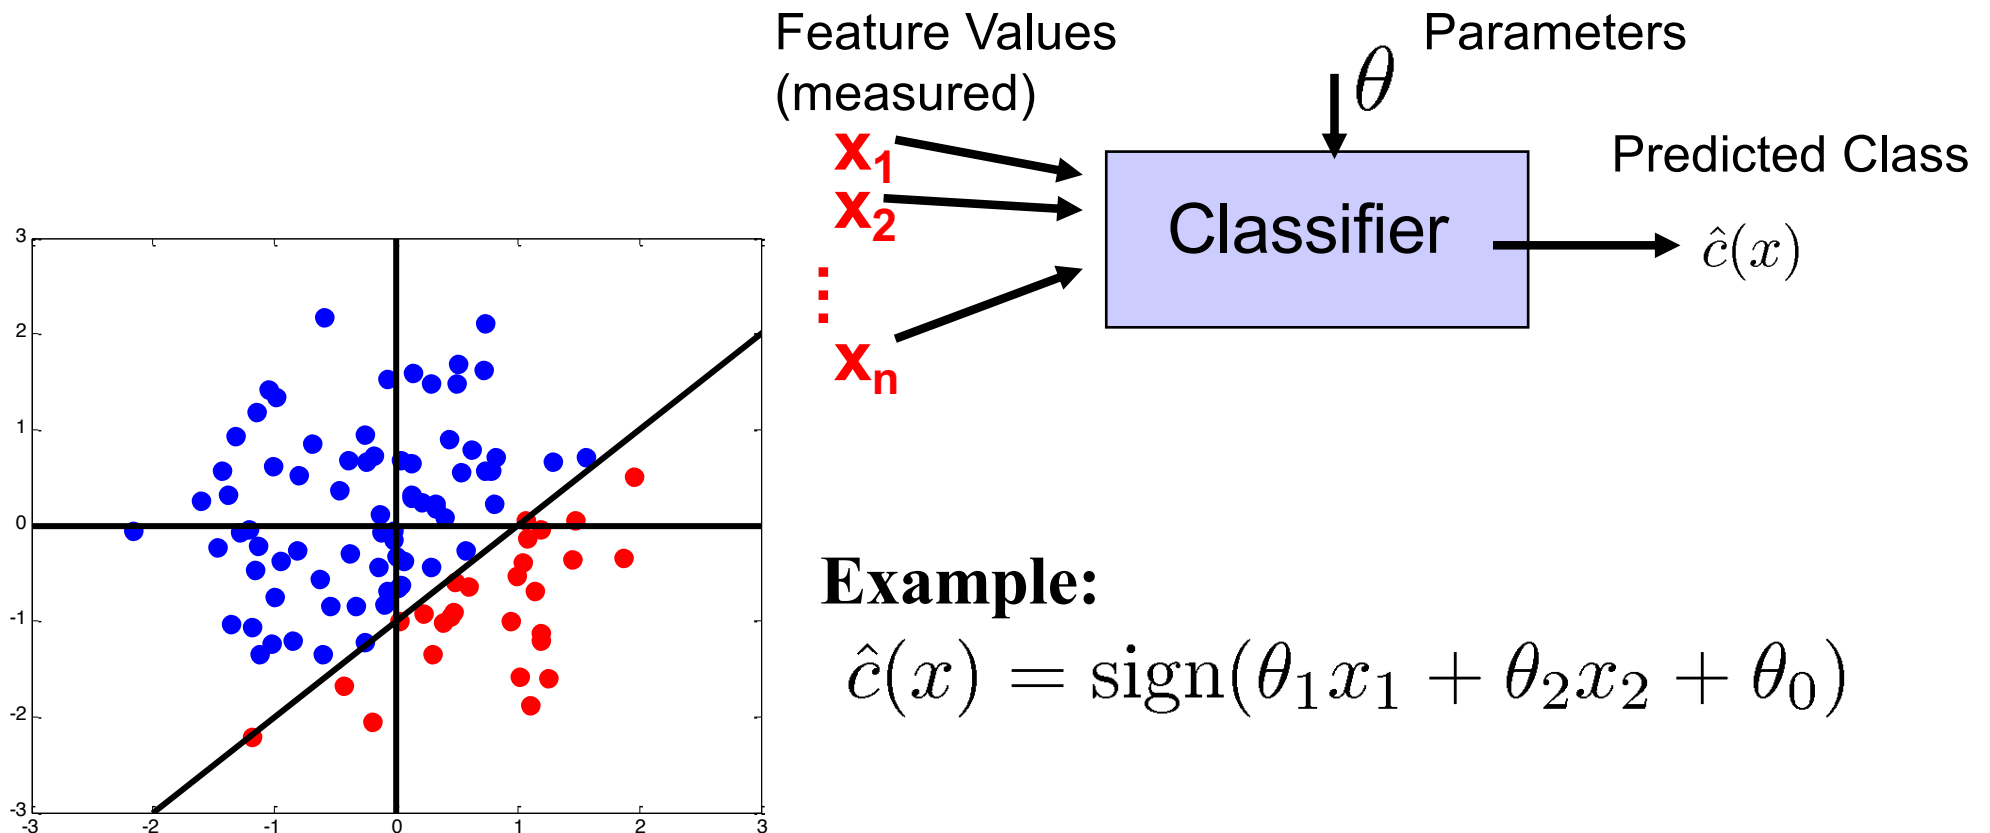 Feature Values
(measured)
Parameters
θ
x₁
x₂
⋮
xₙ
Classifier
Predicted Class
ĉ(x)
3
2
1
0
-1
-2
-3
-3
-2
-1
0
1
2
3
Example:
ĉ(x) = sign(θ₁x₁ + θ₂x₂ + θ₀)